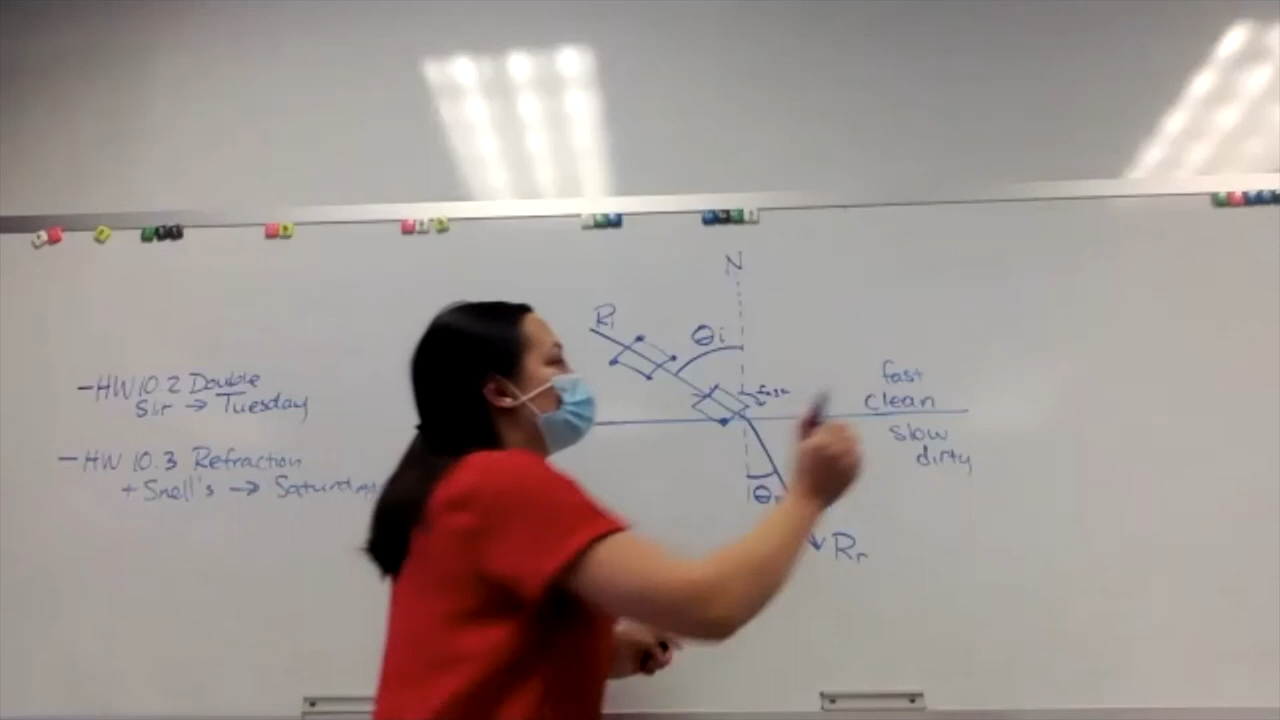 - HW 10.2 Double
Slit → Tuesday
- HW 10.3 Refraction
+ Snell's → Saturday
N
Ri
θi
fast
fast
clean
slow
dirty
θr
Rr